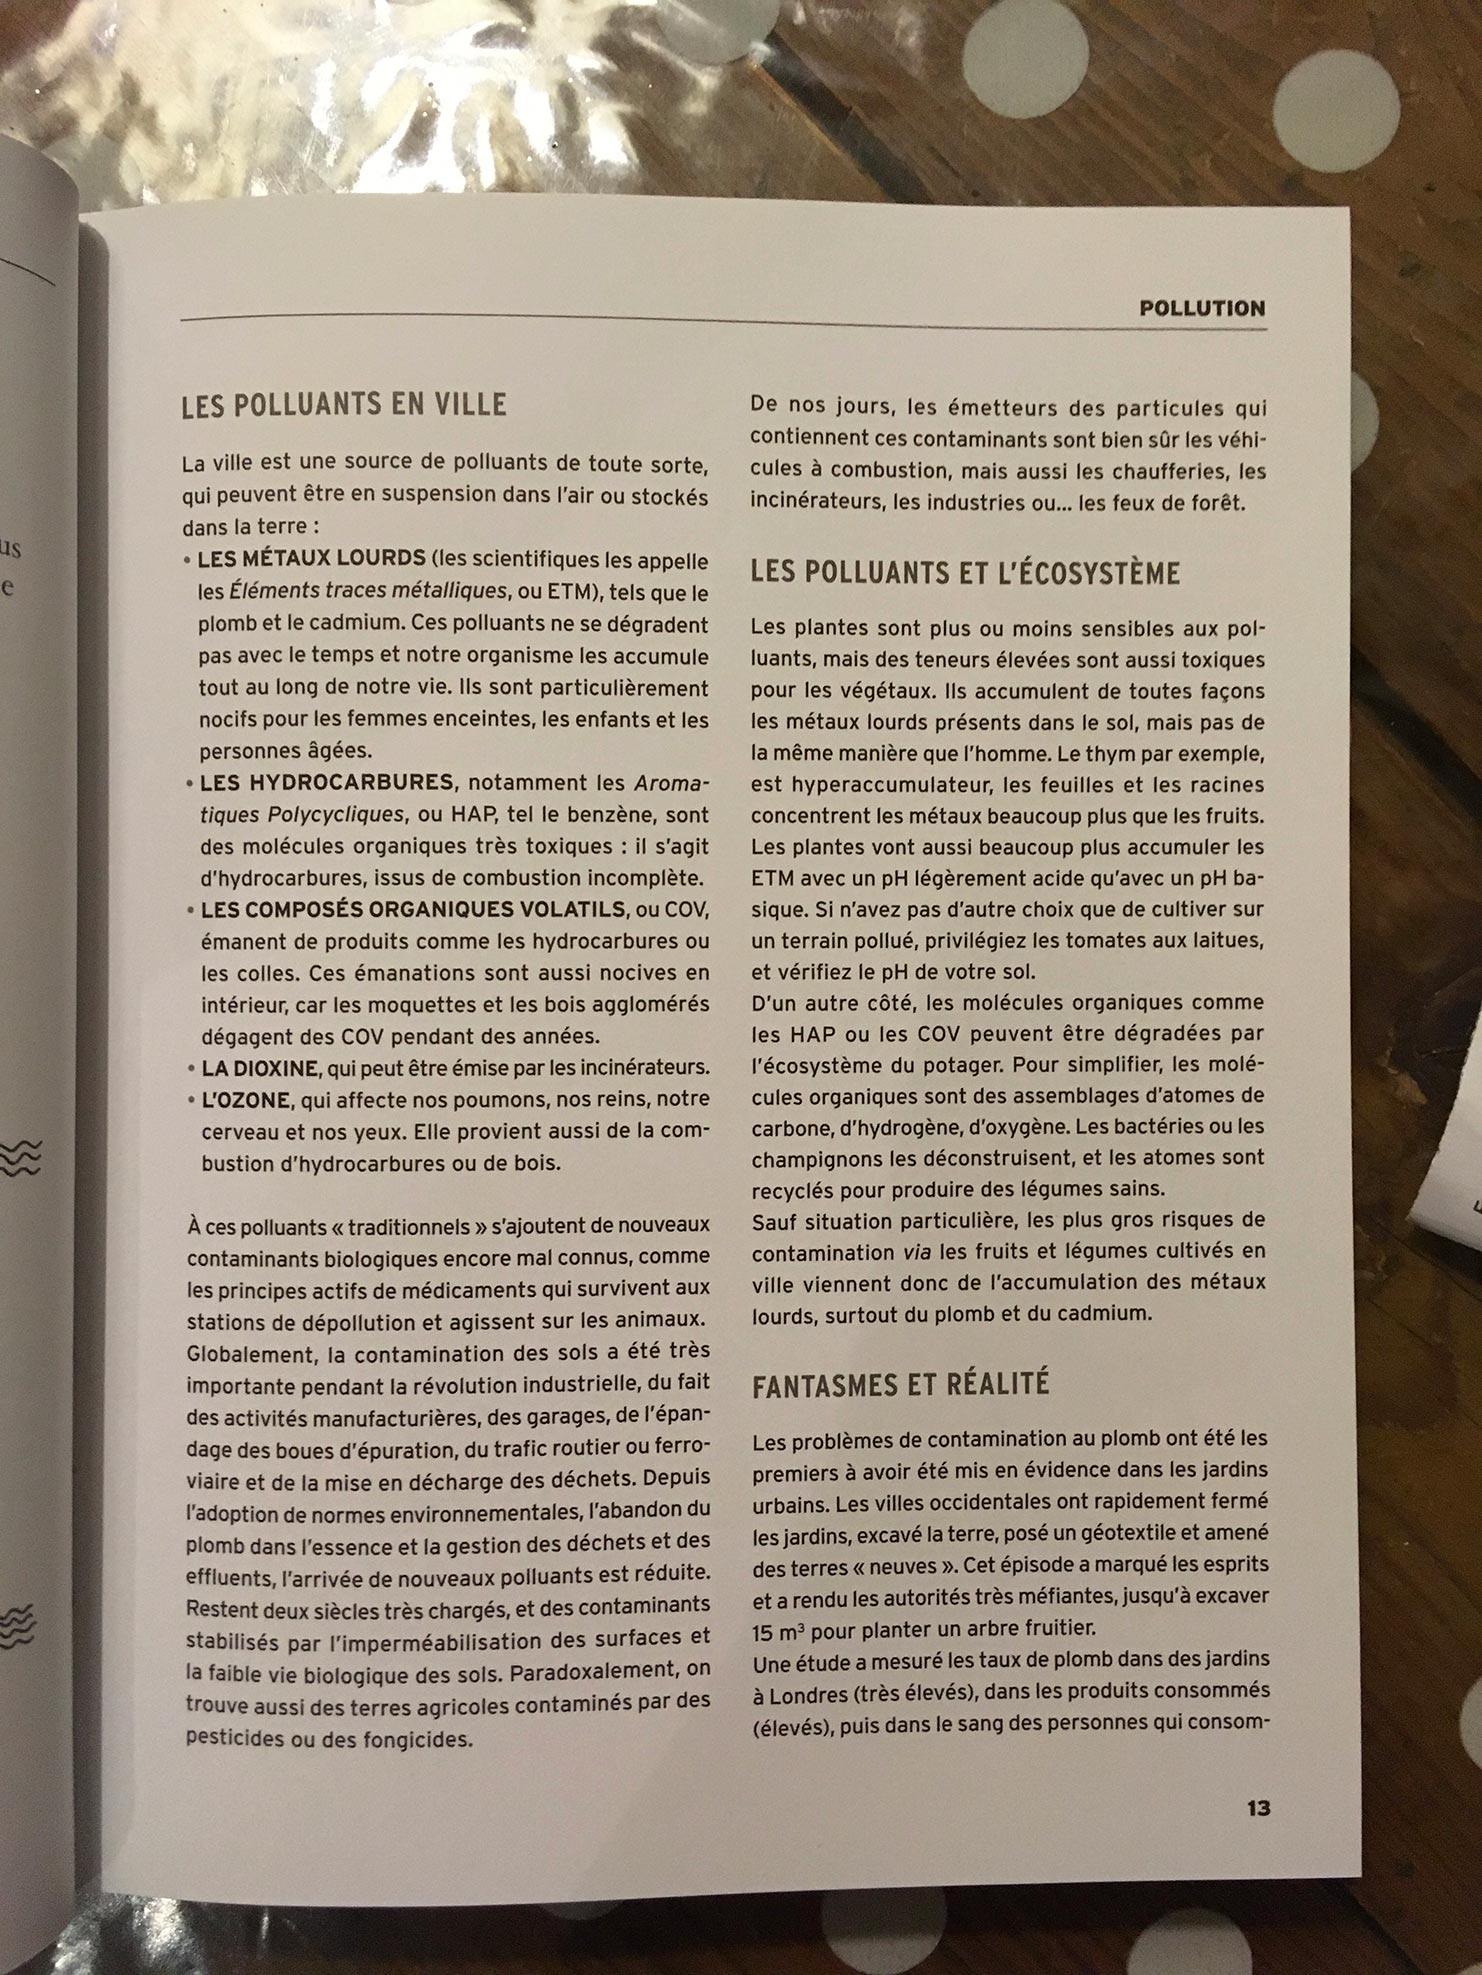 us
e
POLLUTION
LES POLLUANTS EN VILLE
La ville est une source de polluants de toute sorte,
qui peuvent être en suspension dans l'air ou stockés
dans la terre :
• LES MÉTAUX LOURDS (les scientifiques les appelle
les Éléments traces métalliques, ou ETM), tels que le
plomb et le cadmium. Ces polluants ne se dégradent
pas avec le temps et notre organisme les accumule
tout au long de notre vie. Ils sont particulièrement
nocifs pour les femmes enceintes, les enfants et les
personnes âgées.
• LES HYDROCARBURES, notamment les Aroma-
tiques Polycycliques, ou HAP, tel le benzène, sont
des molécules organiques très toxiques : il s'agit
d'hydrocarbures, issus de combustion incomplète.
• LES COMPOSÉS ORGANIQUES VOLATILS, ou COV,
émanent de produits comme les hydrocarbures ou
les colles. Ces émanations sont aussi nocives en
intérieur, car les moquettes et les bois agglomérés
dégagent des COV pendant des années.
• LA DIOXINE, qui peut être émise par les incinérateurs.
• L'OZONE, qui affecte nos poumons, nos reins, notre
cerveau et nos yeux. Elle provient aussi de la com-
bustion d'hydrocarbures ou de bois.
À ces polluants « traditionnels » s'ajoutent de nouveaux
contaminants biologiques encore mal connus, comme
les principes actifs de médicaments qui survivent aux
stations de dépollution et agissent sur les animaux.
Globalement, la contamination des sols a été très
importante pendant la révolution industrielle, du fait
des activités manufacturières, des garages, de l'épan-
dage des boues d'épuration, du trafic routier ou ferro-
viaire et de la mise en décharge des déchets. Depuis
l'adoption de normes environnementales, l'abandon du
plomb dans l'essence et la gestion des déchets et des
effluents, l'arrivée de nouveaux polluants est réduite.
Restent deux siècles très chargés, et des contaminants
stabilisés par l'imperméabilisation des surfaces et
la faible vie biologique des sols. Paradoxalement, on
trouve aussi des terres agricoles contaminés par des
pesticides ou des fongicides.
De nos jours, les émetteurs des particules qui
contiennent ces contaminants sont bien sûr les véhi-
cules à combustion, mais aussi les chaufferies, les
incinérateurs, les industries ou... les feux de forêt.
LES POLLUANTS ET L'ÉCOSYSTÈME
Les plantes sont plus ou moins sensibles aux pol-
luants, mais des teneurs élevées sont aussi toxiques
pour les végétaux. Ils accumulent de toutes façons
les métaux lourds présents dans le sol, mais pas de
la même manière que l'homme. Le thym par exemple,
est hyperaccumulateur, les feuilles et les racines
concentrent les métaux beaucoup plus que les fruits.
Les plantes vont aussi beaucoup plus accumuler les
ETM avec un pH légèrement acide qu'avec un pH ba-
sique. Si n'avez pas d'autre choix que de cultiver sur
un terrain pollué, privilégiez les tomates aux laitues,
et vérifiez le pH de votre sol.
D'un autre côté, les molécules organiques comme
les HAP ou les COV peuvent être dégradées par
l'écosystème du potager. Pour simplifier, les molé-
cules organiques sont des assemblages d'atomes de
carbone, d'hydrogène, d'oxygène. Les bactéries ou les
champignons les déconstruisent, et les atomes sont
recyclés pour produire des légumes sains.
Sauf situation particulière, les plus gros risques de
contamination via les fruits et légumes cultivés en
ville viennent donc de l'accumulation des métaux
lourds, surtout du plomb et du cadmium.
FANTASMES ET RÉALITÉ
Les problèmes de contamination au plomb ont été les
premiers à avoir été mis en évidence dans les jardins
urbains. Les villes occidentales ont rapidement fermé
les jardins, excavé la terre, posé un géotextile et amené
des terres « neuves ». Cet épisode a marqué les esprits
et a rendu les autorités très méfiantes, jusqu'à excaver
15 m³ pour planter un arbre fruitier.
Une étude a mesuré les taux de plomb dans des jardins
à Londres (très élevés), dans les produits consommés
(élevés), puis dans le sang des personnes qui consom-
13